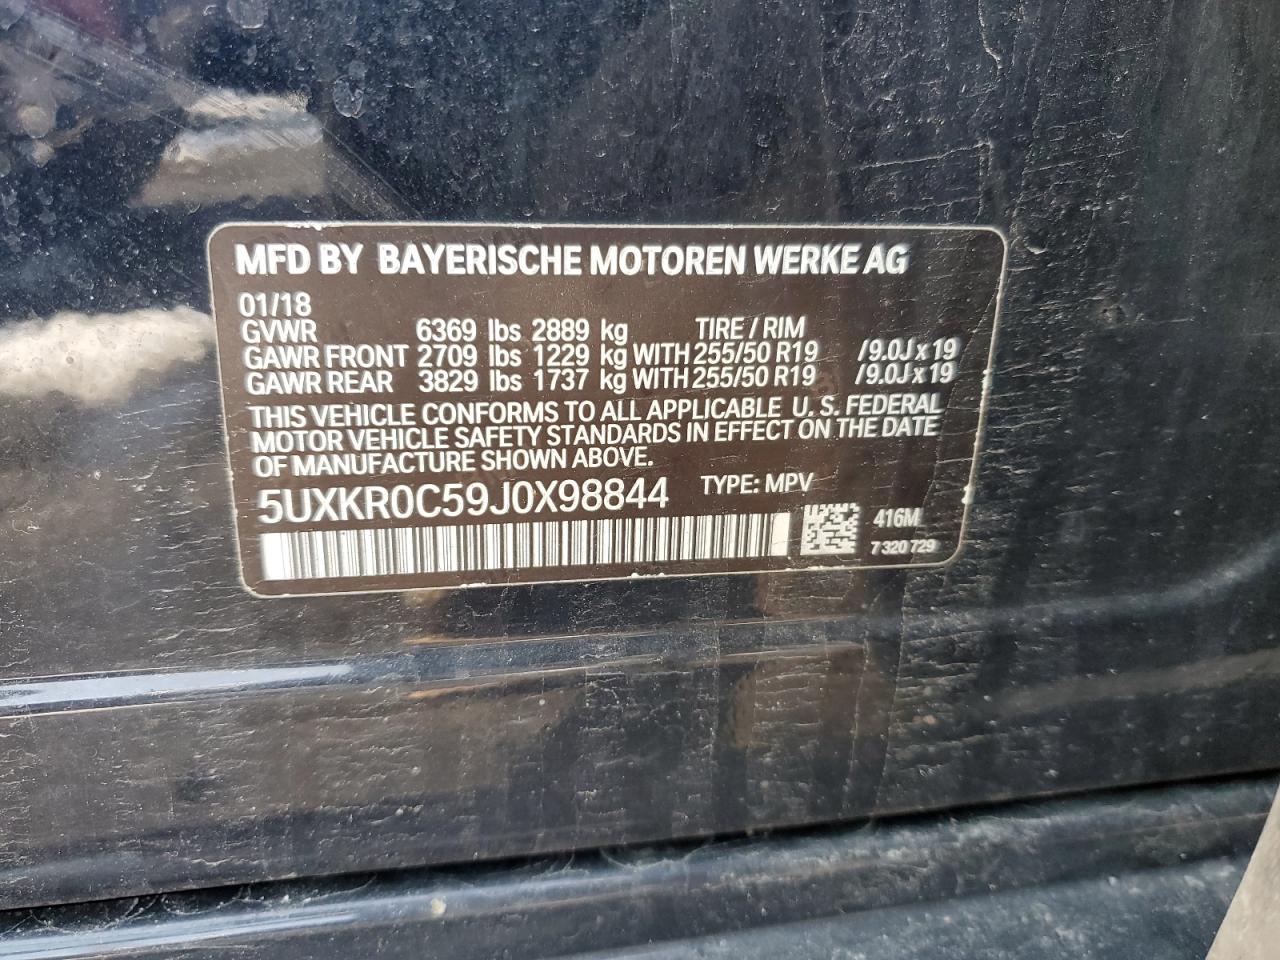 MFD BY BAYERISCHE MOTOREN WERKE AG
01/18
GVWR 6369 lbs 2889 kg TIRE / RIM
GAWR FRONT 2709 lbs 1229 kg WITH 255/50 R19 /9.0J x 19
GAWR REAR 3829 lbs 1737 kg WITH 255/50 R19 /9.0J x 19
THIS VEHICLE CONFORMS TO ALL APPLICABLE U. S. FEDERAL
MOTOR VEHICLE SAFETY STANDARDS IN EFFECT ON THE DATE
OF MANUFACTURE SHOWN ABOVE.
5UXKR0C59J0X98844 TYPE: MPV
416M
7 320 729